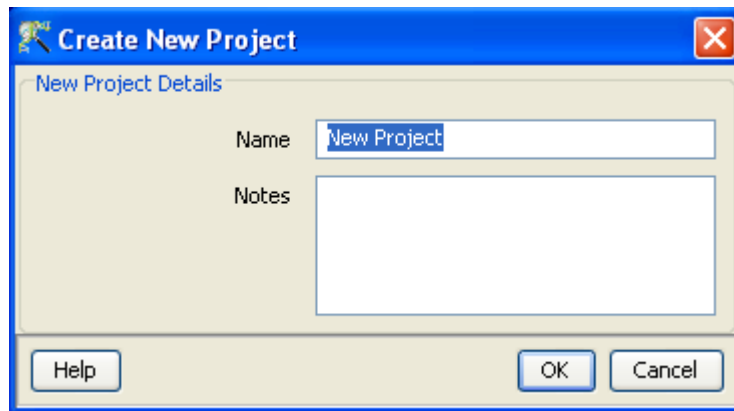 Create New Project
New Project Details
Name New Project
Notes
Help OK Cancel